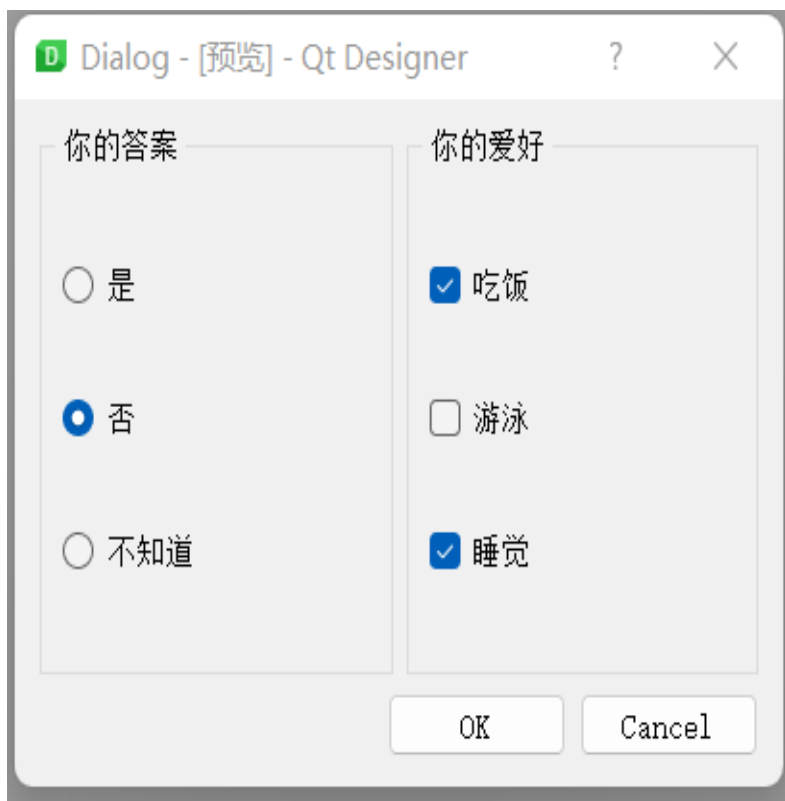 Dialog - [预览] - Qt Designer
你的答案
是
否
不知道
你的爱好
吃饭
游泳
睡觉
OK
Cancel